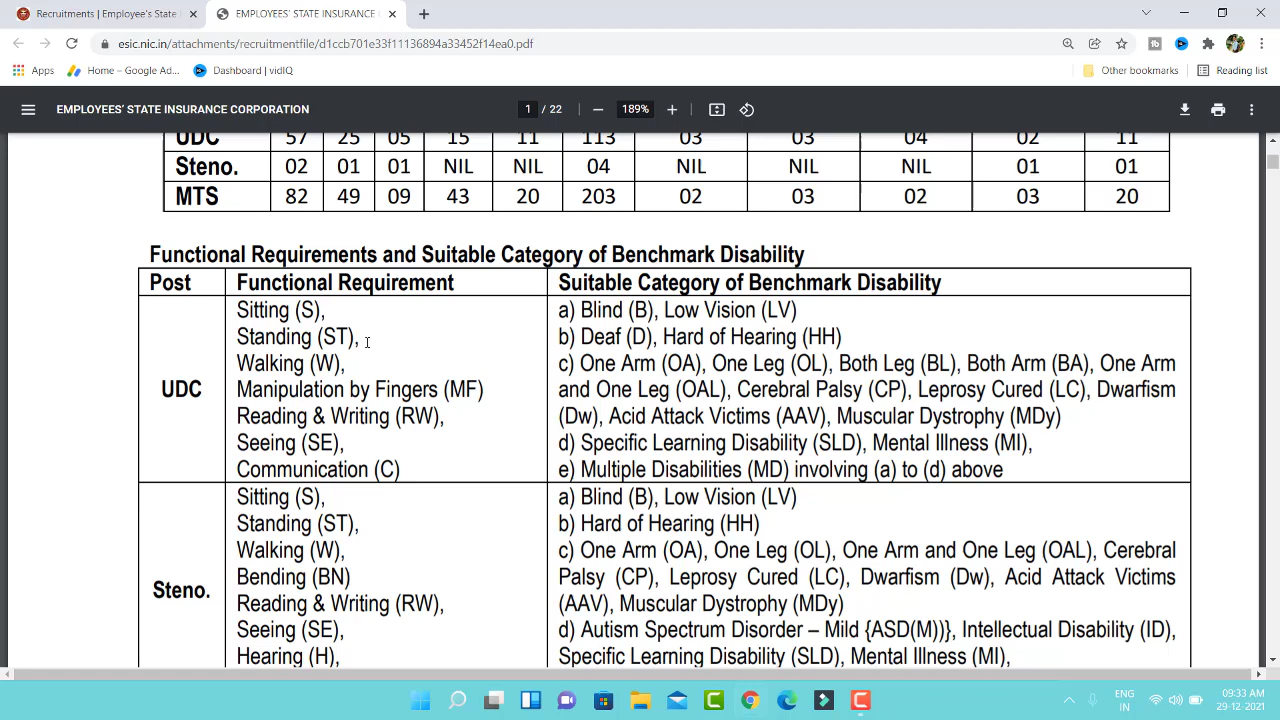 Recruitments | Employee's State I
EMPLOYEES' STATE INSURANCE C
esic.nic.in/attachments/recruitmentfile/d1ccb701e33f11136894a33452f14ea0.pdf
Apps Home – Google Ad... Dashboard | vidIQ Other bookmarks Reading list
EMPLOYEES' STATE INSURANCE CORPORATION 1 / 22 189%
UDC 57 25 05 15 11 113 03 03 04 02 11
Steno. 02 01 01 NIL NIL 04 NIL NIL NIL 01 01
MTS 82 49 09 43 20 203 02 03 02 03 20
Functional Requirements and Suitable Category of Benchmark Disability
Post Functional Requirement Suitable Category of Benchmark Disability
UDC
Sitting (S),
Standing (ST),
Walking (W),
Manipulation by Fingers (MF)
Reading & Writing (RW),
Seeing (SE),
Communication (C)
a) Blind (B), Low Vision (LV)
b) Deaf (D), Hard of Hearing (HH)
c) One Arm (OA), One Leg (OL), Both Leg (BL), Both Arm (BA), One Arm
and One Leg (OAL), Cerebral Palsy (CP), Leprosy Cured (LC), Dwarfism
(Dw), Acid Attack Victims (AAV), Muscular Dystrophy (MDy)
d) Specific Learning Disability (SLD), Mental Illness (MI),
e) Multiple Disabilities (MD) involving (a) to (d) above
Steno.
Sitting (S),
Standing (ST),
Walking (W),
Bending (BN)
Reading & Writing (RW),
Seeing (SE),
Hearing (H),
a) Blind (B), Low Vision (LV)
b) Hard of Hearing (HH)
c) One Arm (OA), One Leg (OL), One Arm and One Leg (OAL), Cerebral
Palsy (CP), Leprosy Cured (LC), Dwarfism (Dw), Acid Attack Victims
(AAV), Muscular Dystrophy (MDy)
d) Autism Spectrum Disorder – Mild {ASD(M))}, Intellectual Disability (ID),
Specific Learning Disability (SLD), Mental Illness (MI),
ENG
IN
09:33 AM
29-12-2021